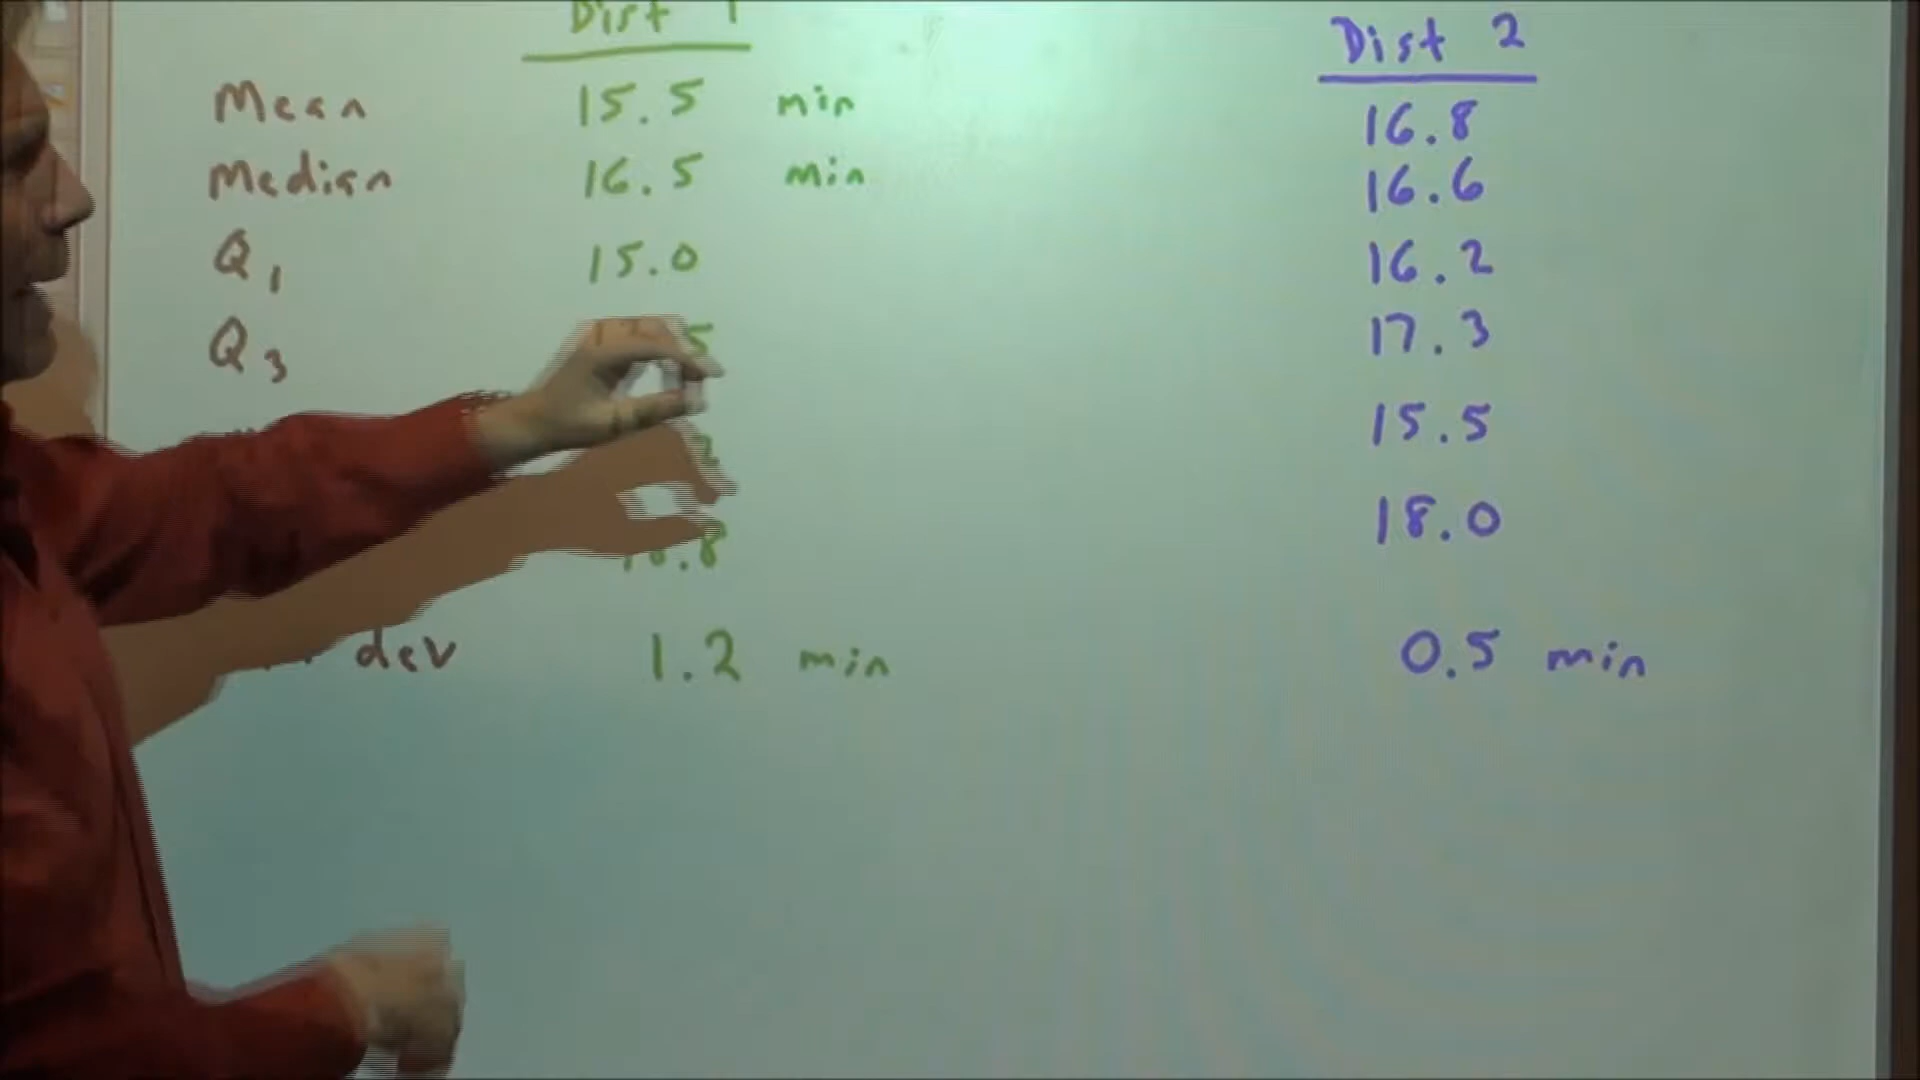 Dist 1 Dist 2
Mean 15.5 min 16.8
Median 16.5 min 16.6
Q1 15.0 16.2
Q3 17.3
15.5
18.0
dev 1.2 min 0.5 min